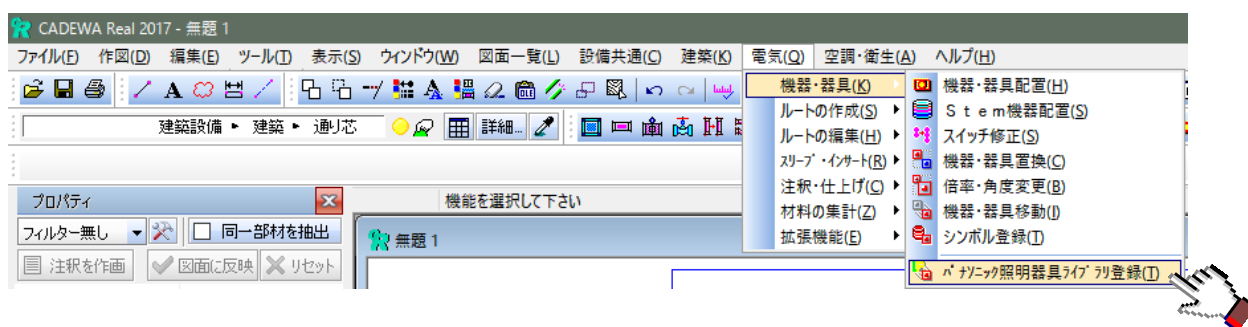 CADEWA Real 2017 - 無題 1
ファイル(F) 作図(D) 編集(E) ツール(T) 表示(S) ウィンドウ(W) 図面一覧(L) 設備共通(C) 建築(K) 電気(Q) 空調・衛生(A) ヘルプ(H)
建築設備 ▸ 建築 ▸ 通り芯 詳細...
機器・器具(K)
ルートの作成(S)
ルートの編集(H)
スリーブ・インサート(R)
注釈・仕上げ(C)
材料の集計(Z)
拡張機能(E)
機器・器具配置(H)
Ｓｔｅｍ機器配置(S)
スイッチ修正(S)
機器・器具置換(C)
倍率・角度変更(B)
機器・器具移動(I)
シンボル登録(T)
パナソニック照明器具ライブラリ登録(T)
プロパティ
機能を選択して下さい
フィルター無し 同一部材を抽出
注釈を作画 図面に反映 リセット
無題 1